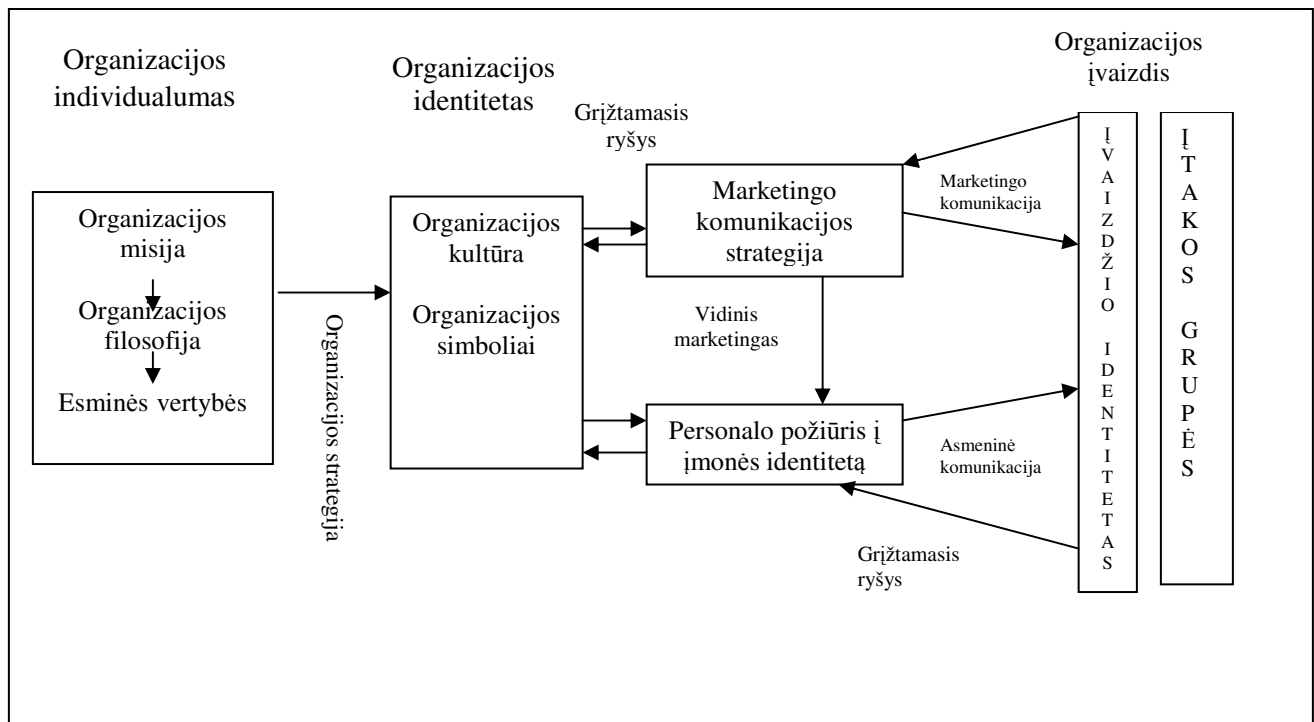 Organizacijos
individualumas
Organizacijos
misija
Organizacijos
filosofija
Esminės vertybės
Organizacijos strategija
Organizacijos
identitetas
Organizacijos
kultūra
Organizacijos
simboliai
Grįžtamasis
ryšys
Marketingo
komunikacijos
strategija
Vidinis
marketingas
Personalo požiūris į
įmonės identitetą
Marketingo
komunikacija
Asmeninė
komunikacija
Grįžtamasis
ryšys
Organizacijos
įvaizdis
ĮVAIZDŽIO IDENTITETAS
ĮTAKOS GRUPĖS